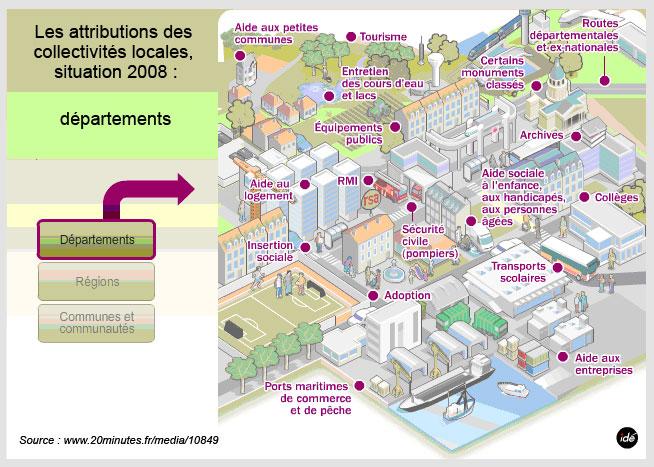 Les attributions des
collectivités locales,
situation 2008 :
départements
Départements
Régions
Communes et
communautés
Source : www.20minutes.fr/media/10849
Aide aux petites
communes
Tourisme
Routes
départementales
et ex-nationales
Entretien
des cours d'eau
et lacs
Certains
monuments
classés
Équipements
publics
Archives
Aide au
logement
RMI
rsa
Aide sociale
à l'enfance,
aux handicapés,
aux personnes
âgées
Collèges
Insertion
sociale
Sécurité
civile
(pompiers)
Transports
scolaires
Adoption
Aide aux
entreprises
Ports maritimes
de commerce
et de pêche
idé